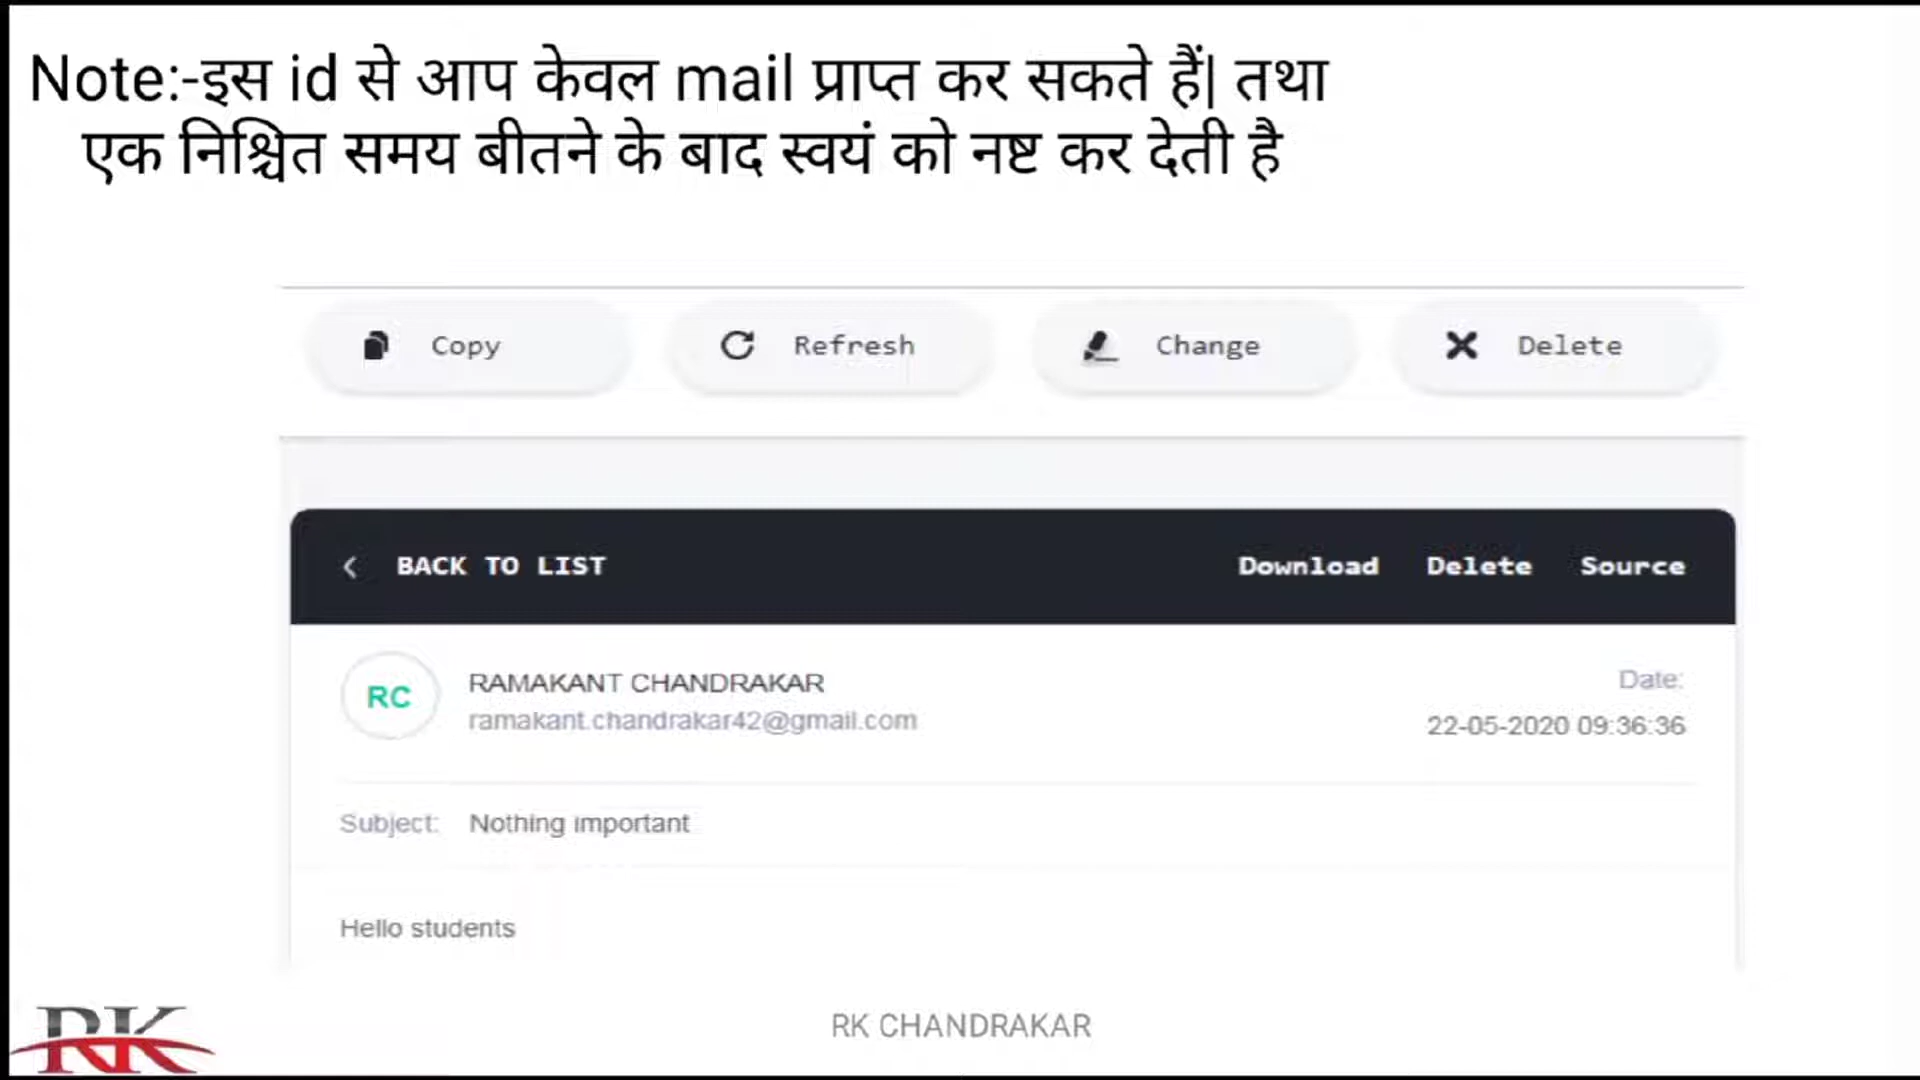 Note:-इस id से आप केवल mail प्राप्त कर सकते हैं| तथा
एक निश्चित समय बीतने के बाद स्वयं को नष्ट कर देती है
Copy Refresh Change Delete
BACK TO LIST Download Delete Source
RC RAMAKANT CHANDRAKAR Date:
ramakant.chandrakar42@gmail.com 22-05-2020 09:36:36
Subject: Nothing important
Hello students
RK RK CHANDRAKAR